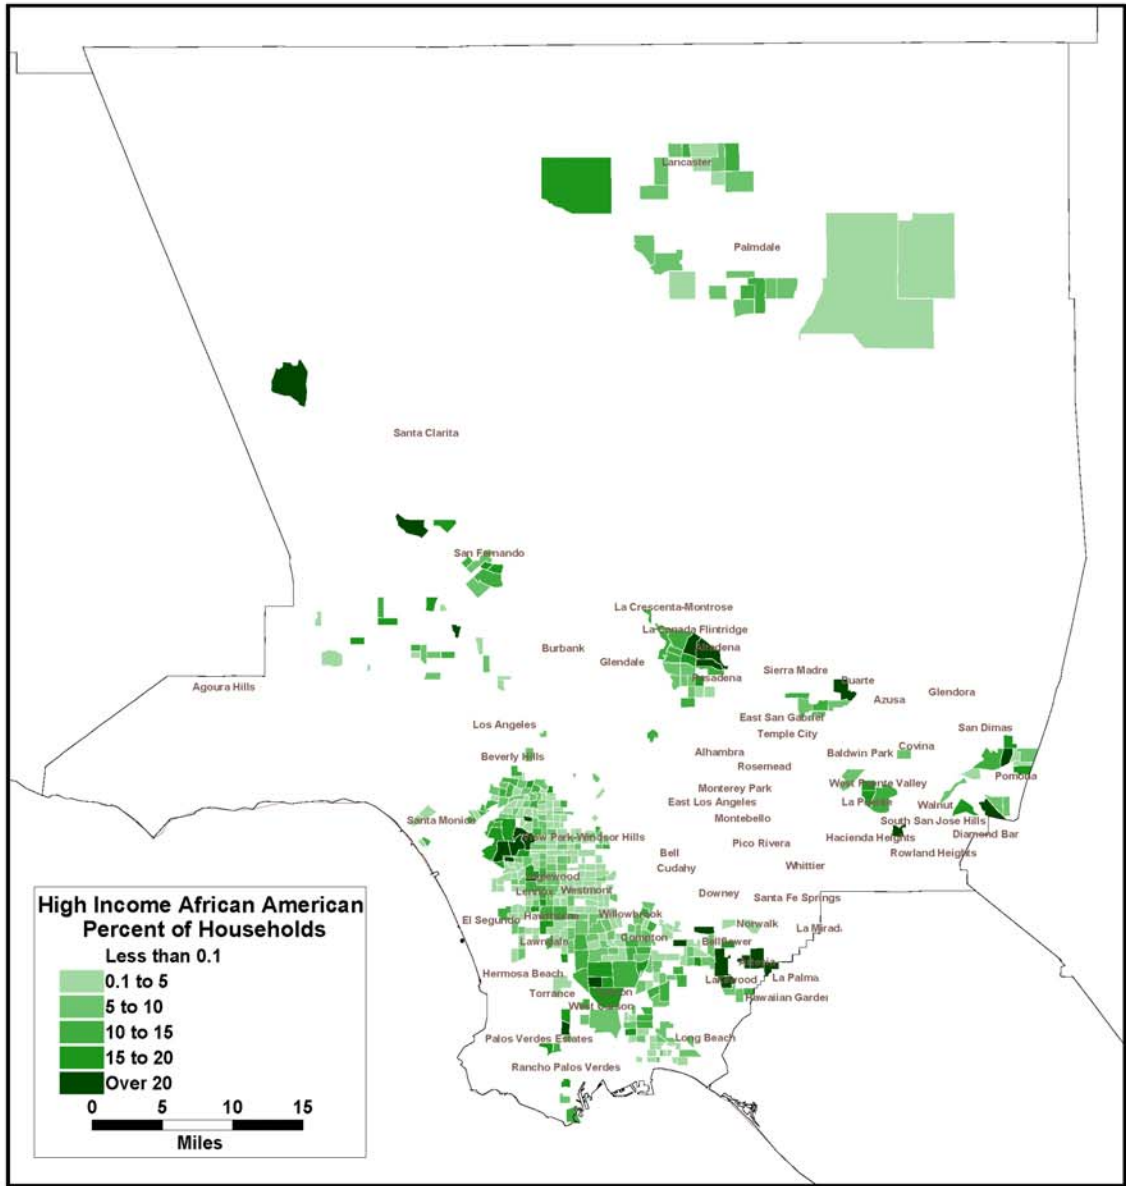 Lancaster
Palmdale
Santa Clarita
San Fernando
La Crescenta-Montrose
La Canada Flintridge
Burbank
Glendale
Sierra Madre
Pasadena
Duarte
Agoura Hills
Azusa
Glendora
East San Gabriel
Los Angeles
San Dimas
Temple City
Covina
Alhambra
Baldwin Park
Beverly Hills
Rosemead
Pomona
West Puente Valley
Monterey Park
East Los Angeles
La Puente
Walnut
Santa Monica
Montebello
South San Jose Hills
View Park-Windsor Hills
Hacienda Heights
Diamond Bar
Pico Rivera
Bell
Rowland Heights
Cudahy
Whittier
Lennox
Westmont
Downey
Santa Fe Springs
El Segundo
Hawthorne
Willowbrook
Norwalk
La Mirad
Lawndale
Compton
Bellflower
Hermosa Beach
Lakewood
La Palma
Torrance
Hawaiian Garden
West Carson
Palos Verdes Estates
Long Beach
Rancho Palos Verdes
High Income African American
Percent of Households
Less than 0.1
0.1 to 5
5 to 10
10 to 15
15 to 20
Over 20
0 5 10 15
Miles